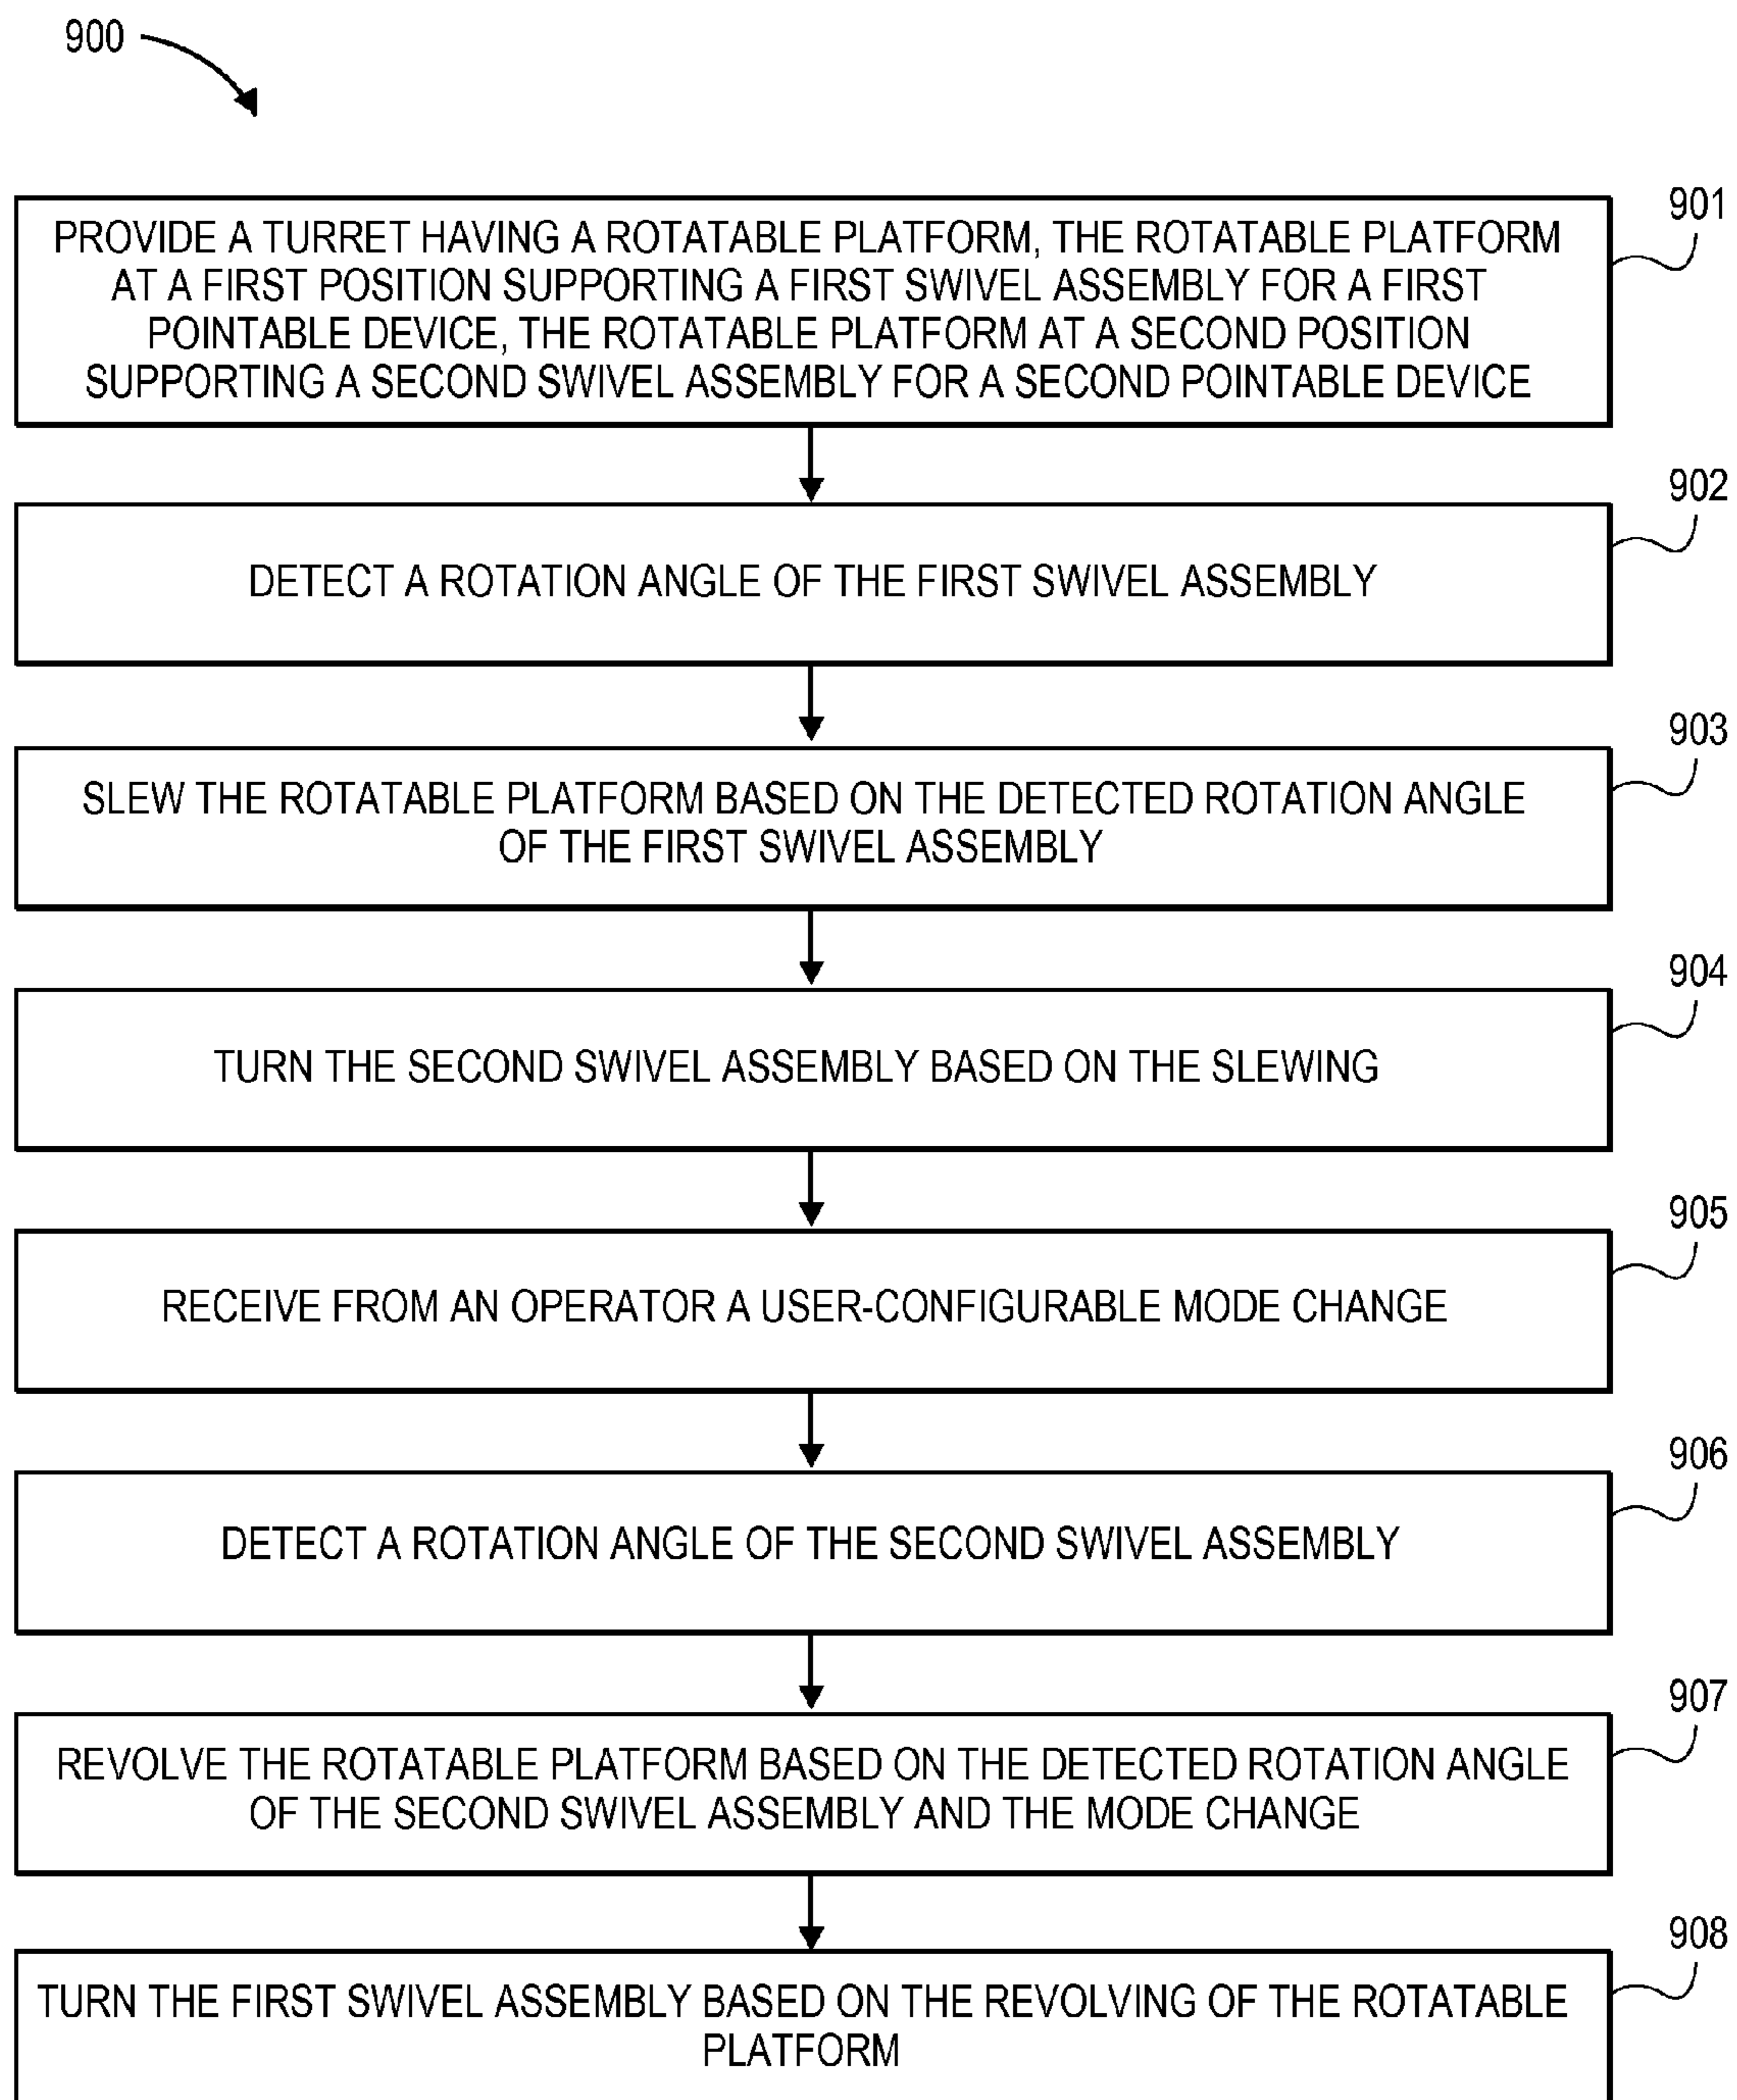 900
901
PROVIDE A TURRET HAVING A ROTATABLE PLATFORM, THE ROTATABLE PLATFORM
AT A FIRST POSITION SUPPORTING A FIRST SWIVEL ASSEMBLY FOR A FIRST
POINTABLE DEVICE, THE ROTATABLE PLATFORM AT A SECOND POSITION
SUPPORTING A SECOND SWIVEL ASSEMBLY FOR A SECOND POINTABLE DEVICE
902
DETECT A ROTATION ANGLE OF THE FIRST SWIVEL ASSEMBLY
903
SLEW THE ROTATABLE PLATFORM BASED ON THE DETECTED ROTATION ANGLE
OF THE FIRST SWIVEL ASSEMBLY
904
TURN THE SECOND SWIVEL ASSEMBLY BASED ON THE SLEWING
905
RECEIVE FROM AN OPERATOR A USER-CONFIGURABLE MODE CHANGE
906
DETECT A ROTATION ANGLE OF THE SECOND SWIVEL ASSEMBLY
907
REVOLVE THE ROTATABLE PLATFORM BASED ON THE DETECTED ROTATION ANGLE
OF THE SECOND SWIVEL ASSEMBLY AND THE MODE CHANGE
908
TURN THE FIRST SWIVEL ASSEMBLY BASED ON THE REVOLVING OF THE ROTATABLE
PLATFORM